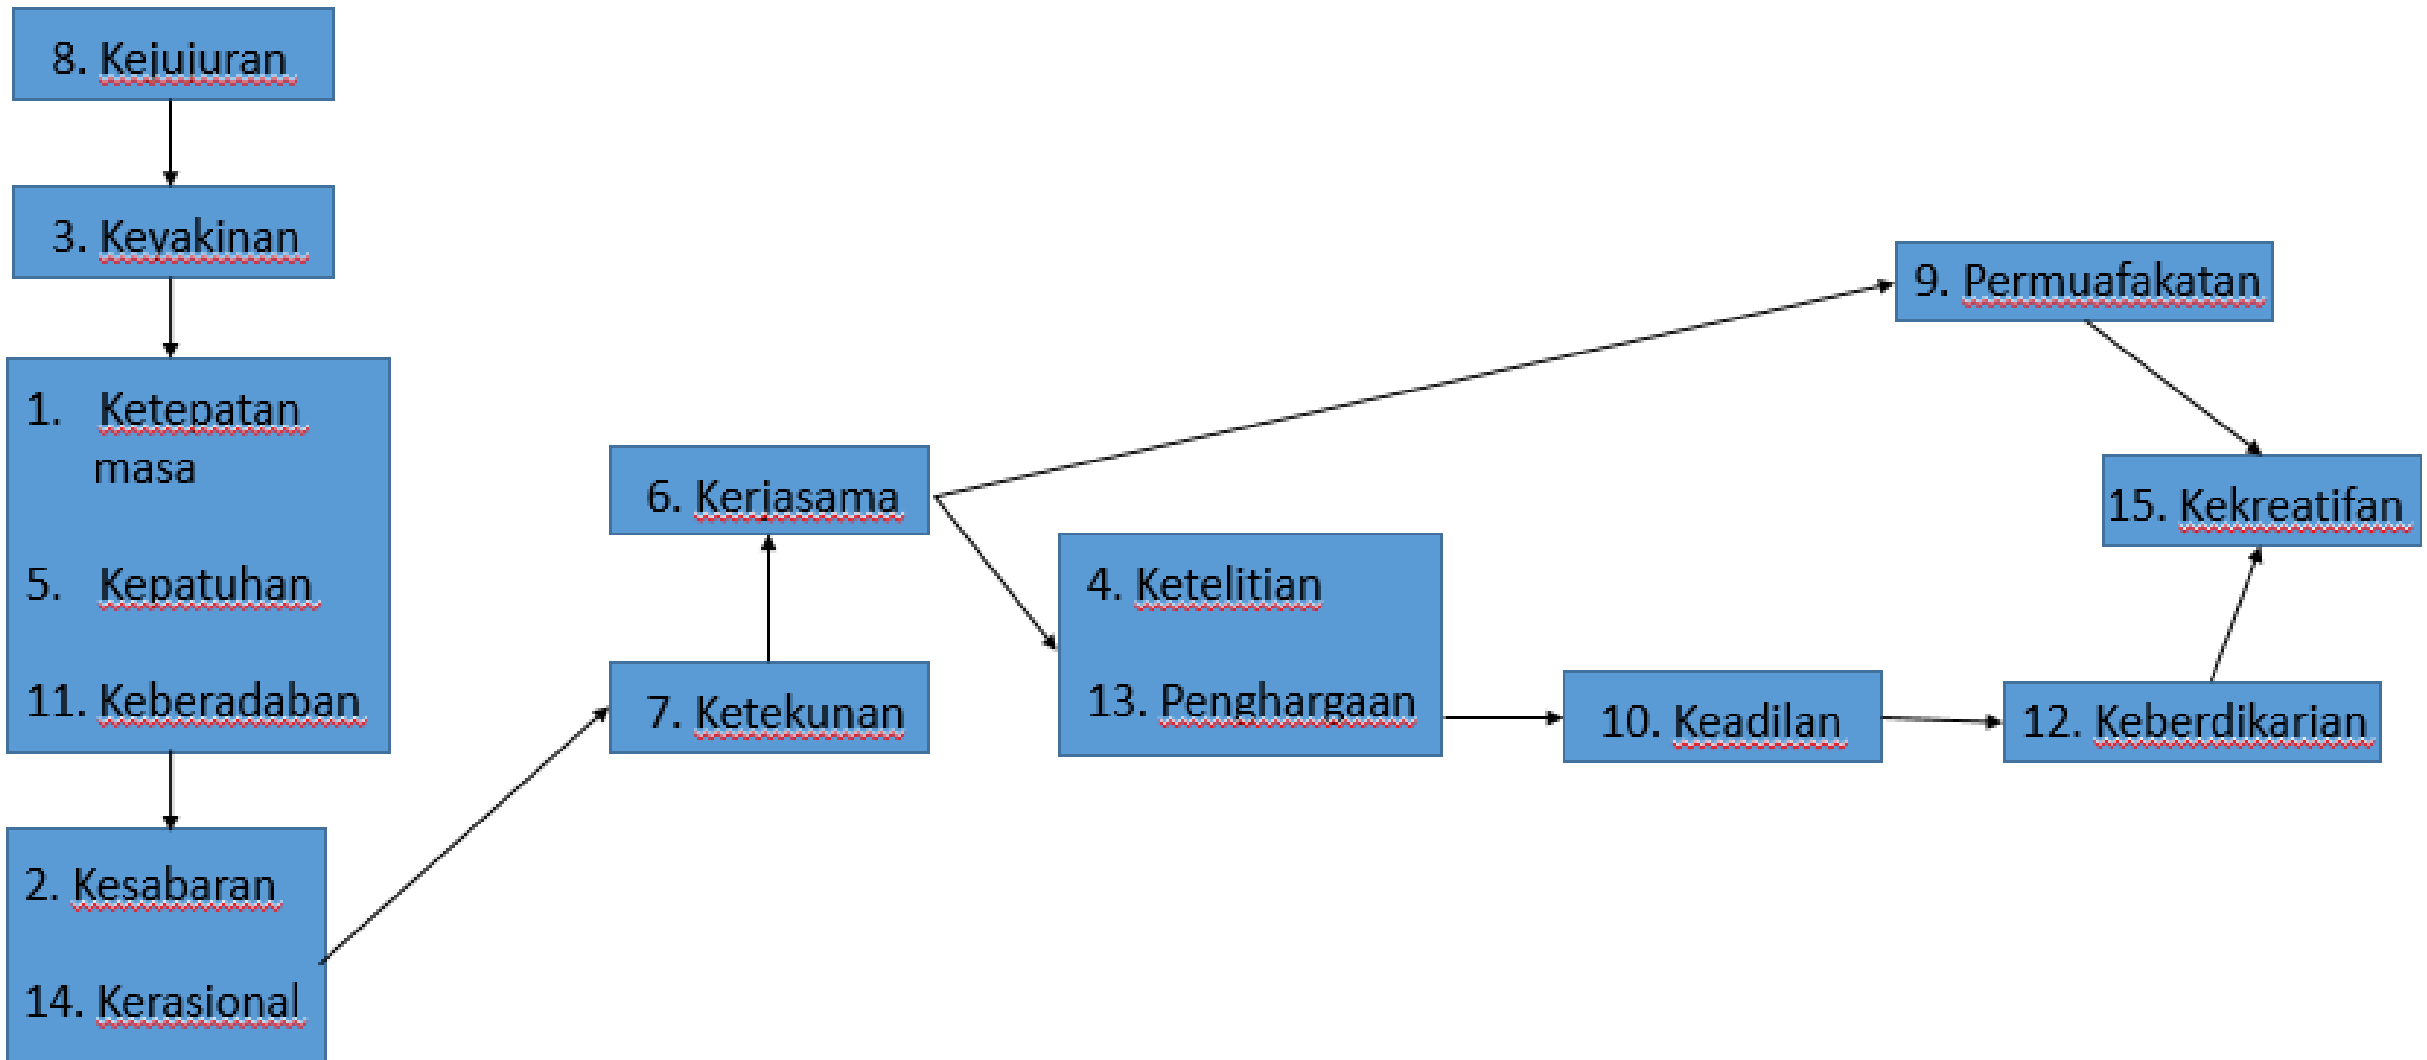 8. Kejujuran
3. Keyakinan
1. Ketepatan
masa
5. Kepatuhan
11. Keberadaban
2. Kesabaran
14. Kerasional
7. Ketekunan
6. Kerjasama
4. Ketelitian
13. Penghargaan
10. Keadilan
12. Keberdikarian
9. Permuafakatan
15. Kekreatifan